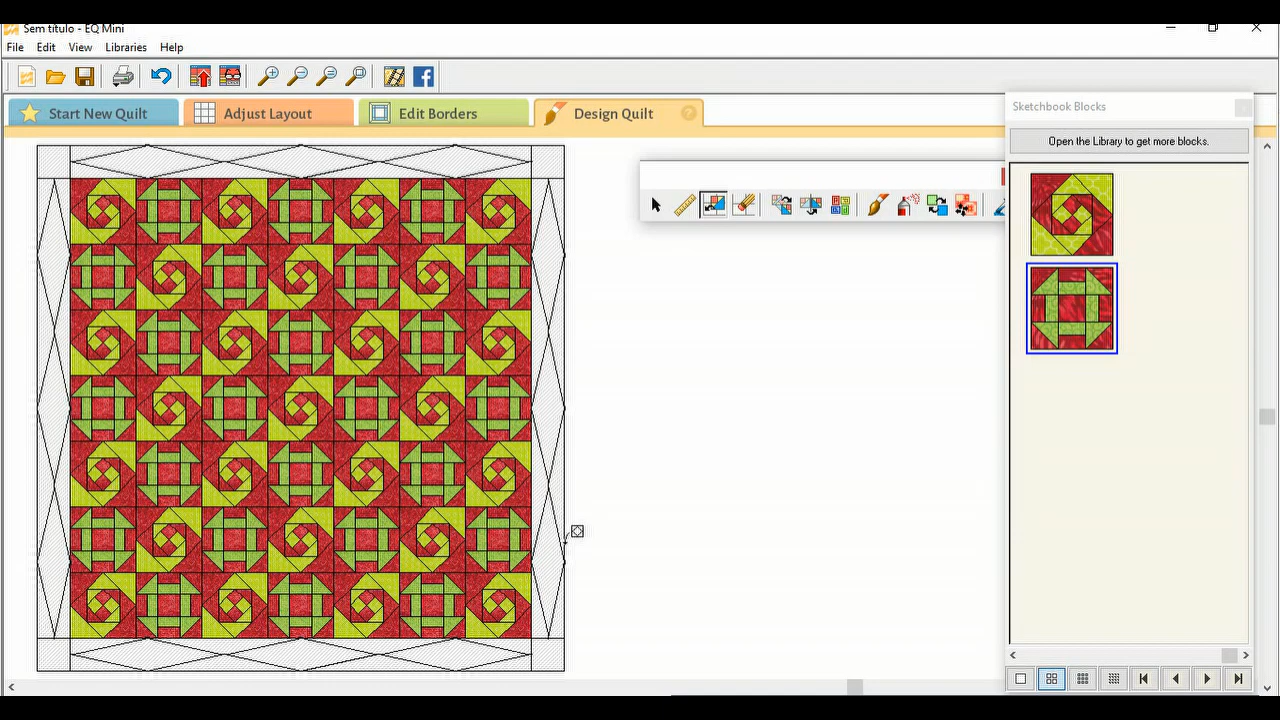 Sem título - EQ Mini
File Edit View Libraries Help
Start New Quilt Adjust Layout Edit Borders Design Quilt ?
Sketchbook Blocks
Open the Library to get more blocks.